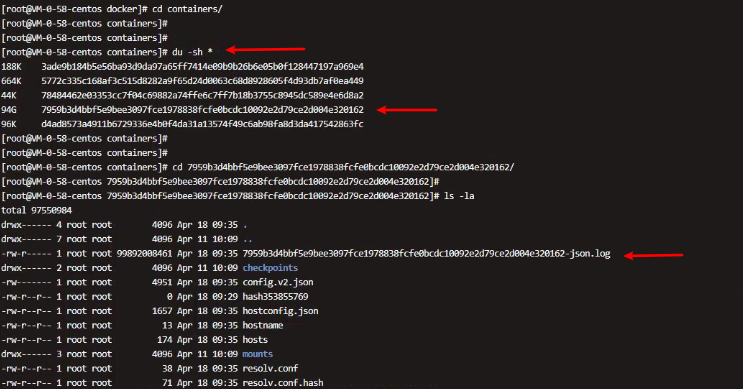 [root@VM-0-58-centos docker]# cd containers/
[root@VM-0-58-centos containers]#
[root@VM-0-58-centos containers]#
[root@VM-0-58-centos containers]# du -sh *
188K 3ade9b184b5e56ba93d9da97a65ff7414e09b9b26b6e05b0f128447197a969e4
664K 5772c335c168af3c515d8282a9f65d24d0063c68d8928605f4d93db7af0ea449
44K 78484462e03353cc7f04c69882a74ffe6c7ff7b18b3755c8945dc589e4e6d8a2
94G 7959b3d4bbf5e9bee3097fce1978838fcfe0bcdc10092e2d79ce2d004e320162
96K d4ad8573a4911b6729336e4b0f4da31a13574f49c6ab98fa8d3da417542863fc
[root@VM-0-58-centos containers]#
[root@VM-0-58-centos containers]#
[root@VM-0-58-centos containers]# cd 7959b3d4bbf5e9bee3097fce1978838fcfe0bcdc10092e2d79ce2d004e320162/
[root@VM-0-58-centos 7959b3d4bbf5e9bee3097fce1978838fcfe0bcdc10092e2d79ce2d004e320162]#
[root@VM-0-58-centos 7959b3d4bbf5e9bee3097fce1978838fcfe0bcdc10092e2d79ce2d004e320162]# ls -la
total 97550984
drwx------ 4 root root 4096 Apr 18 09:35 .
drwx------ 7 root root 4096 Apr 11 10:09 ..
-rw-r----- 1 root root 99892008461 Apr 18 09:35 7959b3d4bbf5e9bee3097fce1978838fcfe0bcdc10092e2d79ce2d004e320162-json.log
drwx------ 2 root root 4096 Apr 11 10:09 checkpoints
-rw------- 1 root root 4951 Apr 18 09:35 config.v2.json
-rw-r--r-- 1 root root 0 Apr 18 09:29 hash353855769
-rw-r--r-- 1 root root 1657 Apr 18 09:35 hostconfig.json
-rw-r--r-- 1 root root 13 Apr 18 09:35 hostname
-rw-r--r-- 1 root root 174 Apr 18 09:35 hosts
drwx------ 3 root root 4096 Apr 11 10:09 mounts
-rw-r--r-- 1 root root 38 Apr 18 09:35 resolv.conf
-rw-r--r-- 1 root root 71 Apr 18 09:35 resolv.conf.hash